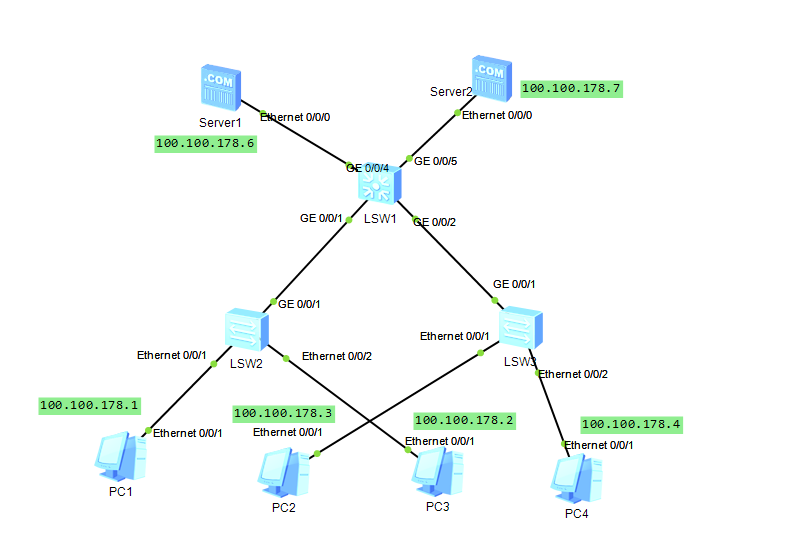 .COM
.COM
Server2
100.100.178.7
Server1
Ethernet 0/0/0
Ethernet 0/0/0
100.100.178.6
GE 0/0/4
GE 0/0/5
GE 0/0/1
LSW1
GE 0/0/2
GE 0/0/1
GE 0/0/1
Ethernet 0/0/1
Ethernet 0/0/2
Ethernet 0/0/1
LSW2
LSW3
Ethernet 0/0/2
100.100.178.1
100.100.178.3
100.100.178.2
100.100.178.4
Ethernet 0/0/1
Ethernet 0/0/1
Ethernet 0/0/1
Ethernet 0/0/1
PC1
PC2
PC3
PC4